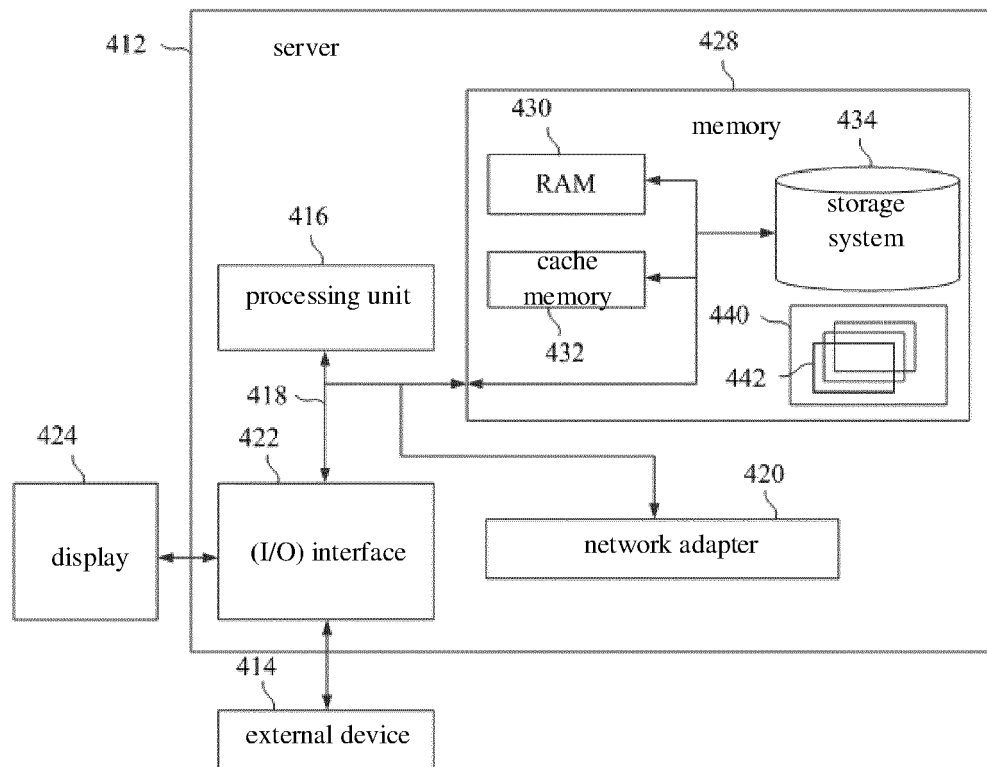 412
server
428
430
memory
434
RAM
storage
system
416
cache
memory
processing unit
432
440
442
418
424
422
420
display
(I/O) interface
network adapter
414
external device